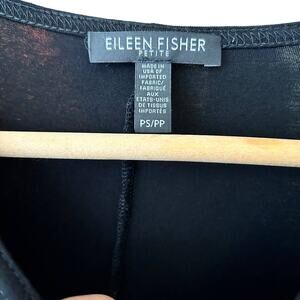 EILEEN FISHER
PETITE
MADE IN
USA OF
IMPORTED
FABRIC/
FABRIQUÉ
AUX
ÉTATS-UNIS
DE TISSUS
IMPORTÉS
PS/PP